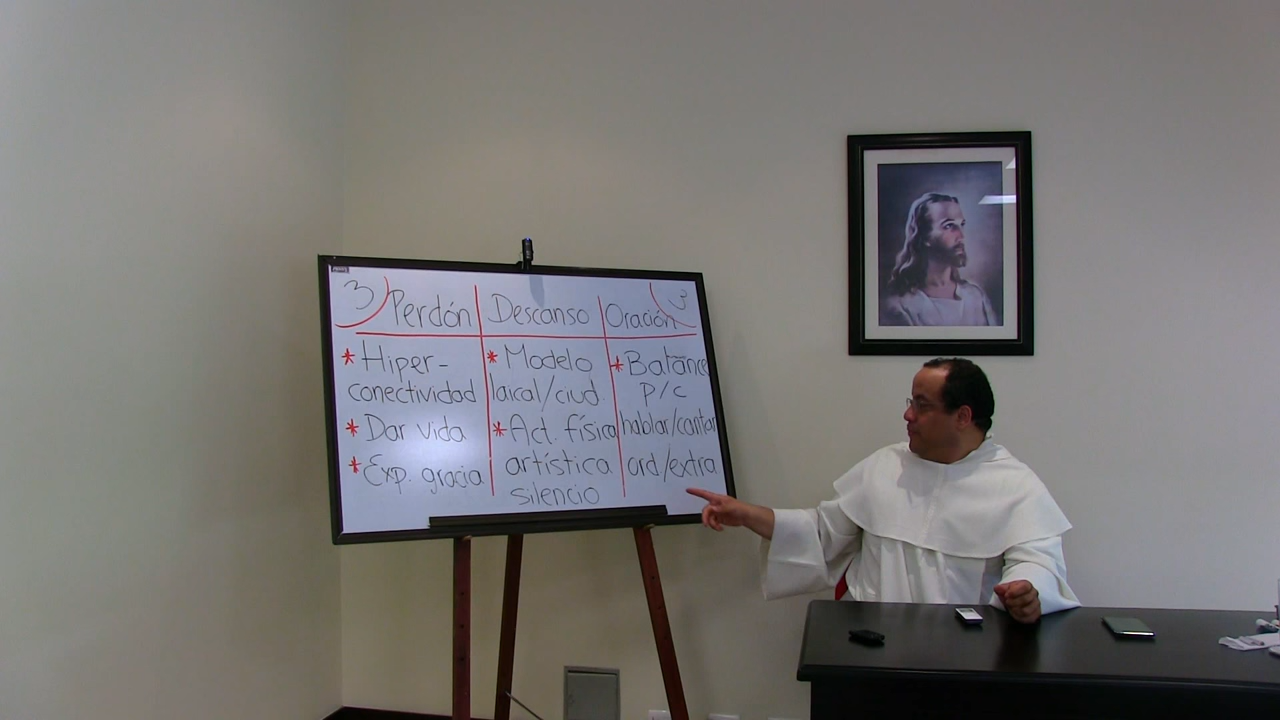 3 Perdón Descanso Oración 3
* Hiper-
conectividad
* Dar vida
* Exp. gracia
* Modelo
laical/ciud.
* Act. física
artística
silencio
* Balance
p/c
hablar/cantar
ord/extra